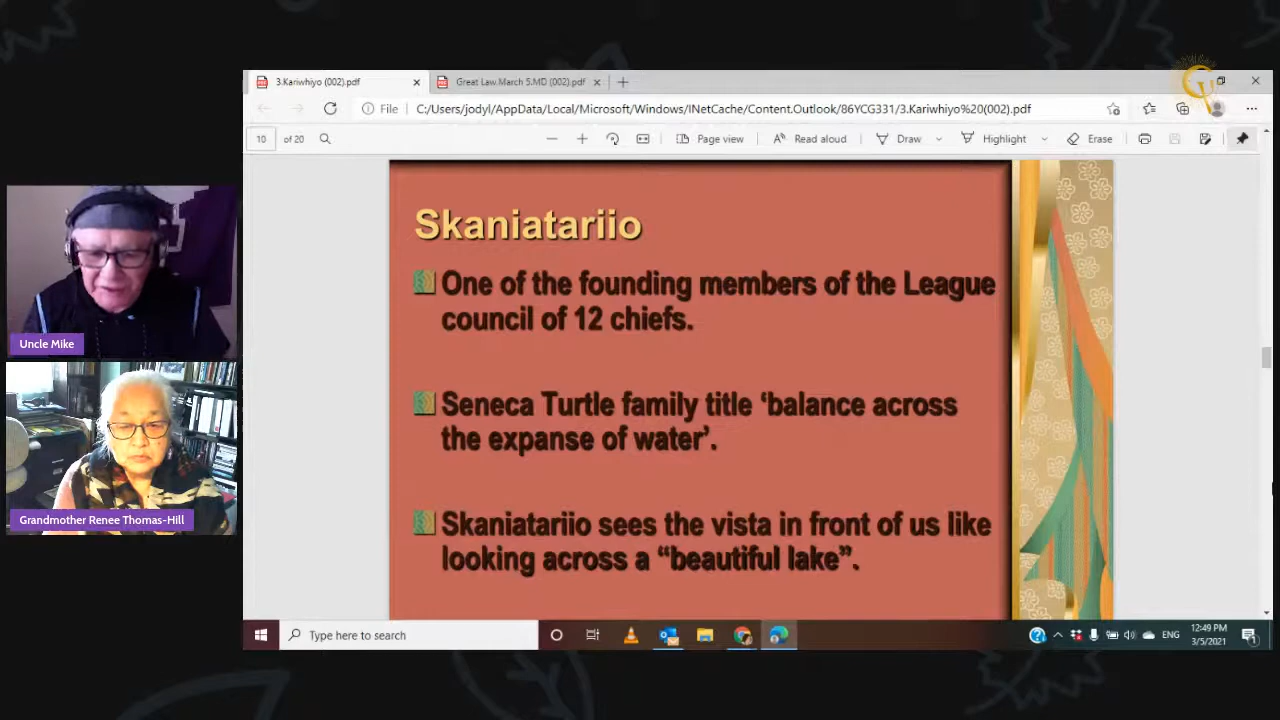 3.Kariwhiyo (002).pdf
Great Law.March 5.MD (002).pdf
File
C:/Users/jodyl/AppData/Local/Microsoft/Windows/INetCache/Content.Outlook/86YCG331/3.Kariwhiyo%20(002).pdf
10 of 20
Page view
Read aloud
Draw
Highlight
Erase
Skaniatariio
One of the founding members of the League
council of 12 chiefs.
Seneca Turtle family title ‘balance across
the expanse of water’.
Skaniatariio sees the vista in front of us like
looking across a “beautiful lake”.
Uncle Mike
Grandmother Renee Thomas-Hill
Type here to search
ENG
12:49 PM
3/5/2021